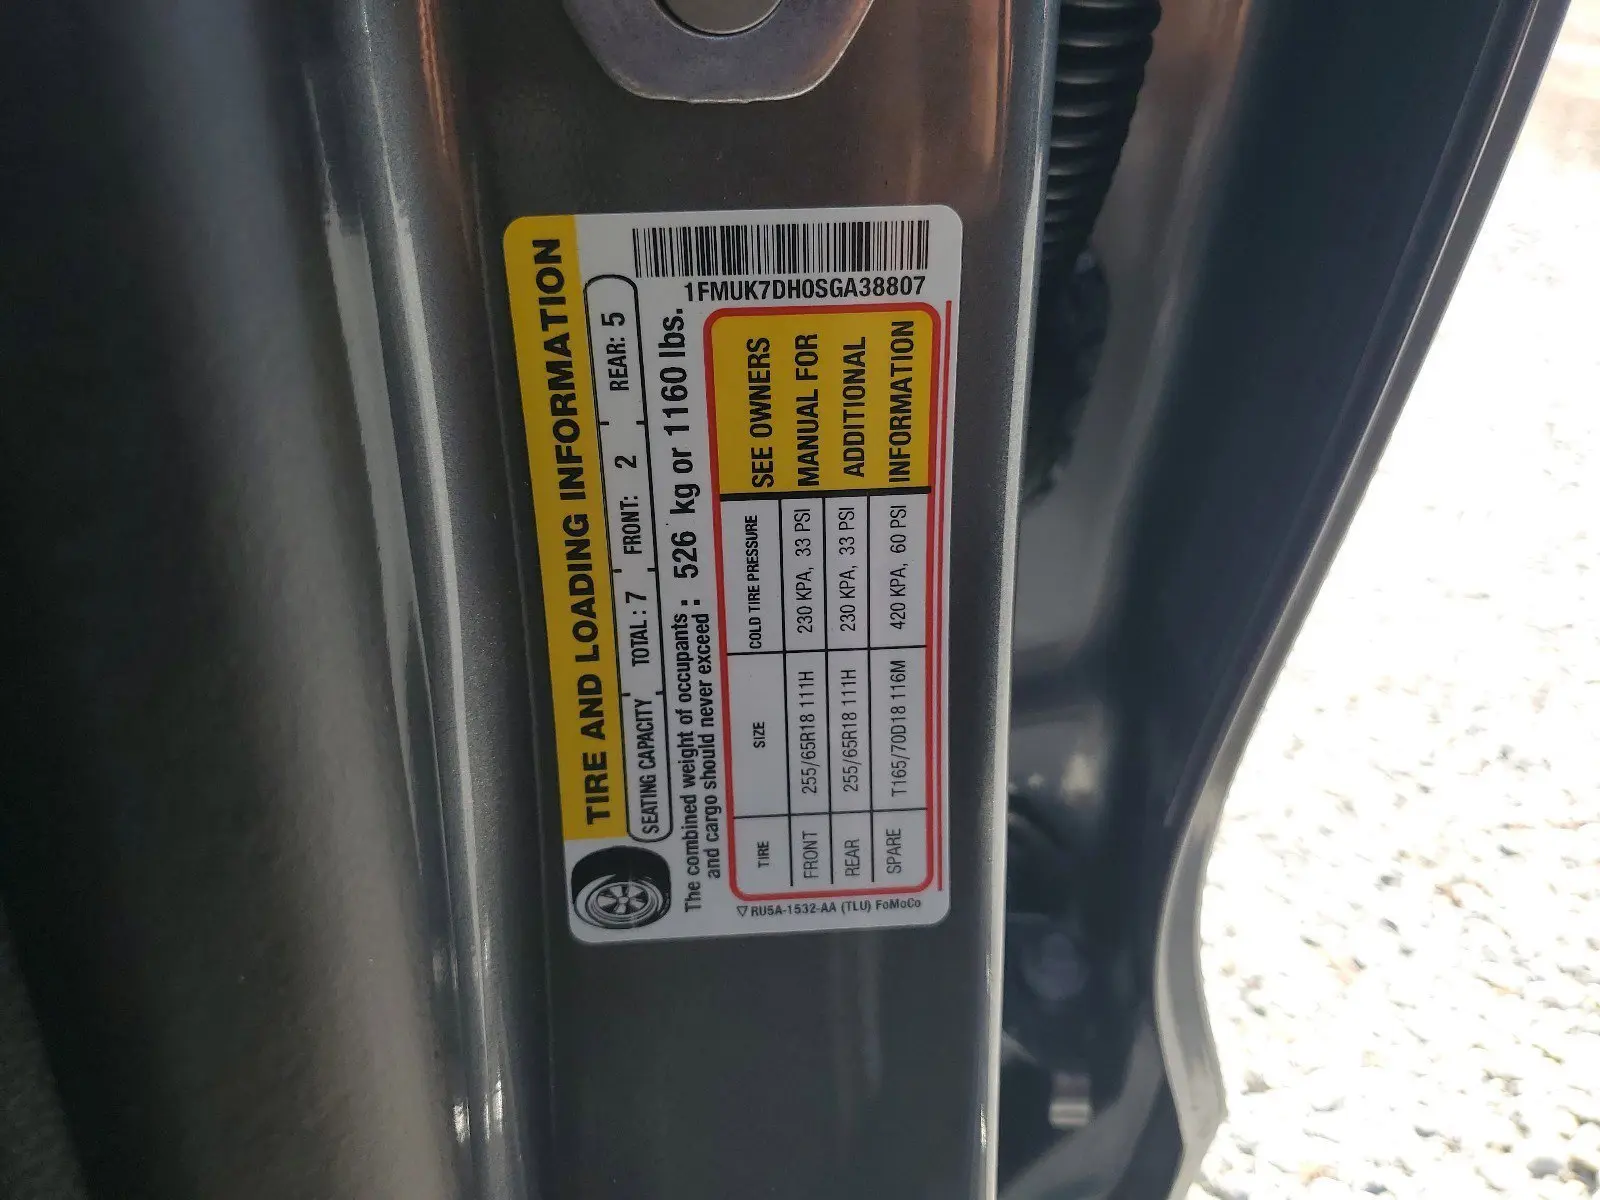 TIRE AND LOADING INFORMATION
SEATING CAPACITY TOTAL : 7 FRONT: 2 REAR: 5
The combined weight of occupants : 526 kg or 1160 lbs.
and cargo should never exceed :
1FMUK7DH0SGA38807
TIRE SIZE COLD TIRE PRESSURE
FRONT 255/65R18 111H 230 KPA, 33 PSI
REAR 255/65R18 111H 230 KPA, 33 PSI
SPARE T165/70D18 116M 420 KPA, 60 PSI
SEE OWNERS
MANUAL FOR
ADDITIONAL
INFORMATION
RU5A-1532-AA (TLU) FoMoCo